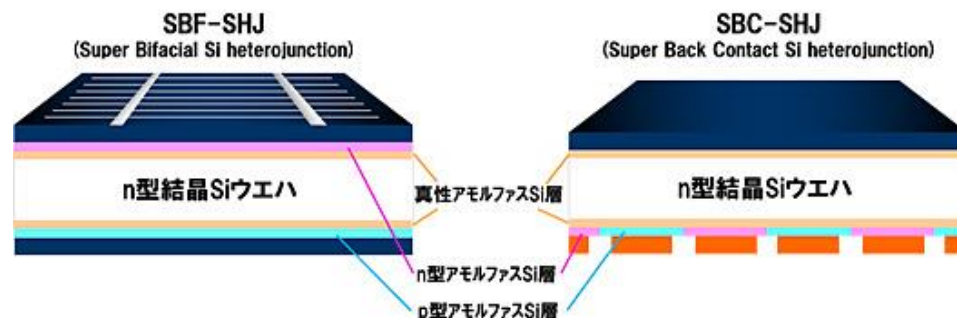 SBF-SHJ
(Super Bifacial Si heterojunction)
SBC-SHJ
(Super Back Contact Si heterojunction)
n型結晶Siウエハ
真性アモルファスSi層
n型結晶Siウエハ
n型アモルファスSi層
p型アモルファスSi層